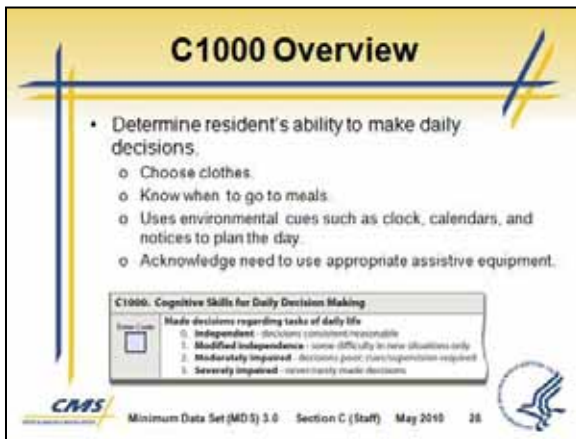 C1000 Overview
• Determine resident's ability to make daily
decisions.
o Choose clothes.
o Know when to go to meals.
o Uses environmental cues such as clock, calendars, and
notices to plan the day.
o Acknowledge need to use appropriate assistive equipment.
C1000. Cognitive Skills for Daily Decision Making
Enter Code
Made decisions regarding tasks of daily life
0. Independent - decisions consistent/reasonable
1. Modified independence - some difficulty in new situations only
2. Moderately impaired - decisions poor; cues/supervision required
3. Severely impaired - never/rarely made decisions
CMS
Minimum Data Set (MDS) 3.0 Section C (Staff) May 2010 28